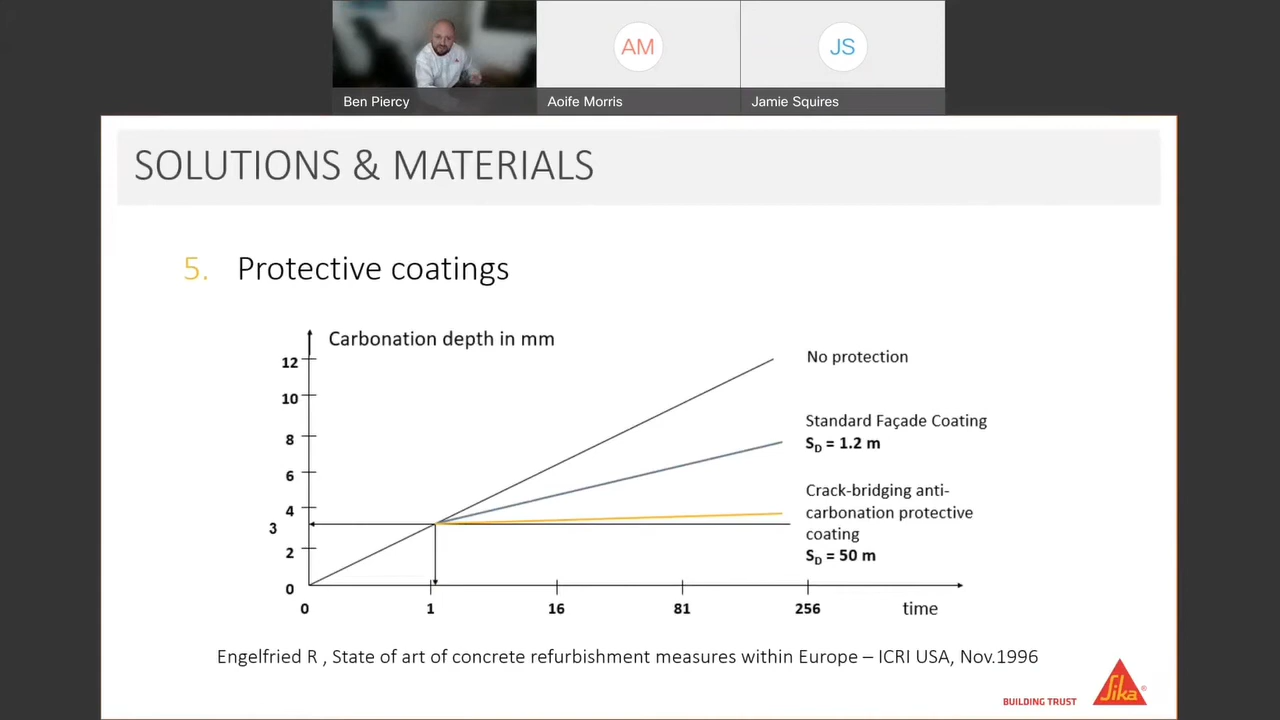 Ben Piercy
AM
Aoife Morris
JS
Jamie Squires
SOLUTIONS & MATERIALS
5. Protective coatings
Carbonation depth in mm
12
10
8
6
4
3
2
0
No protection
Standard Façade Coating
SD = 1.2 m
Crack-bridging anti-
carbonation protective
coating
SD = 50 m
0 1 16 81 256 time
Engelfried R , State of art of concrete refurbishment measures within Europe – ICRI USA, Nov.1996
BUILDING TRUST
Sika®